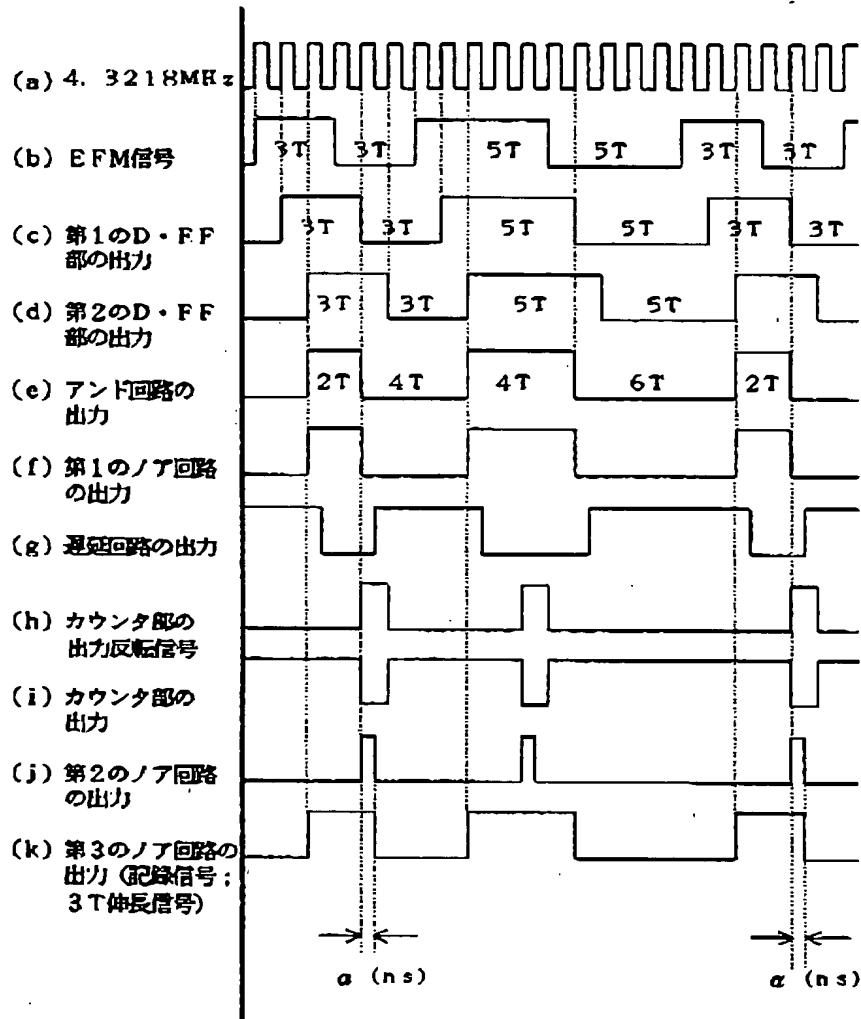 (a) 4.3218MHz
(b) EFM信号
3T 3T 5T 5T 3T 3T
(c) 第1のD・FF
部の出力
3T 3T 5T 5T 3T 3T
(d) 第2のD・FF
部の出力
3T 3T 5T 5T
(e) アンド回路の
出力
2T 4T 4T 6T 2T
(f) 第1のノア回路
の出力
(g) 遅延回路の出力
(h) カウンタ部の
出力反転信号
(i) カウンタ部の
出力
(j) 第2のノア回路
の出力
(k) 第3のノア回路の
出力(記録信号;
3T伸長信号)
α (ns) α (ns)